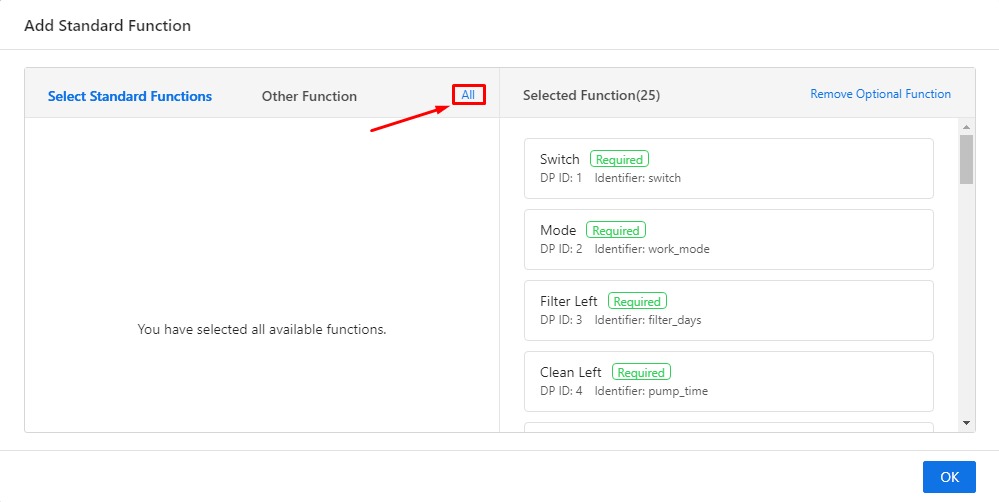 Add Standard Function
Select Standard Functions Other Function All
You have selected all available functions.
Selected Function(25) Remove Optional Function
Switch Required
DP ID: 1 Identifier: switch
Mode Required
DP ID: 2 Identifier: work_mode
Filter Left Required
DP ID: 3 Identifier: filter_days
Clean Left Required
DP ID: 4 Identifier: pump_time
OK